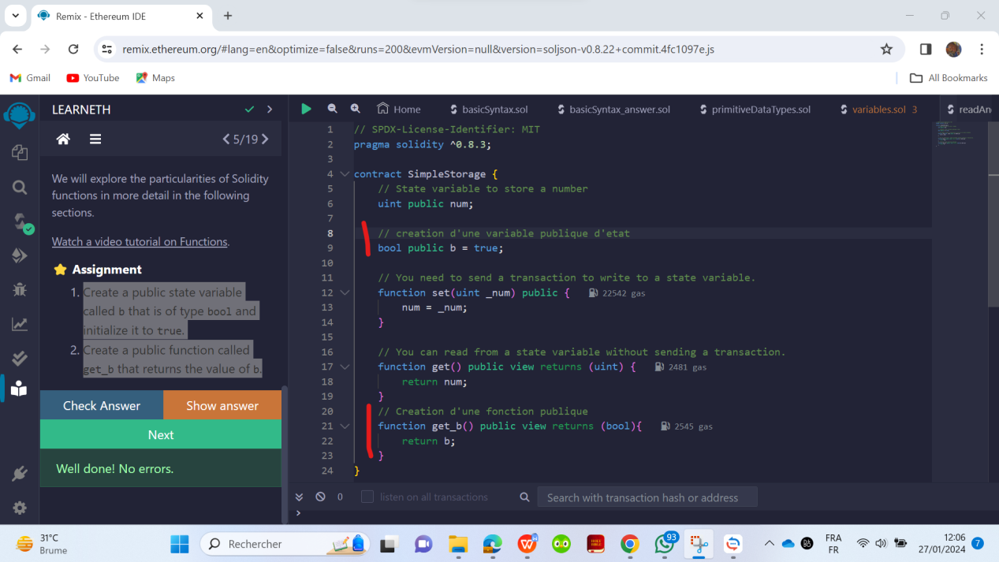 Remix - Ethereum IDE
remix.ethereum.org/#lang=en&optimize=false&runs=200&evmVersion=null&version=soljson-v0.8.22+commit.4fc1097e.js
Gmail
YouTube
Maps
All Bookmarks
LEARNETH
5/19
We will explore the particularities of Solidity
functions in more detail in the following
sections.
Watch a video tutorial on Functions.
Assignment
1. Create a public state variable
called b that is of type bool and
initialize it to true.
2. Create a public function called
get_b that returns the value of b.
Check Answer
Show answer
Next
Well done! No errors.
Home
basicSyntax.sol
basicSyntax_answer.sol
primitiveDataTypes.sol
variables.sol 3
readAn
1 // SPDX-License-Identifier: MIT
2 pragma solidity ^0.8.3;
3
4 contract SimpleStorage {
5 // State variable to store a number
6 uint public num;
7
8 // creation d'une variable publique d'etat
9 bool public b = true;
10
11 // You need to send a transaction to write to a state variable.
12 function set(uint _num) public { 22542 gas
13 num = _num;
14 }
15
16 // You can read from a state variable without sending a transaction.
17 function get() public view returns (uint) { 2481 gas
18 return num;
19 }
20 // Creation d'une fonction publique
21 function get_b() public view returns (bool){ 2545 gas
22 return b;
23 }
24 }
0
listen on all transactions
Search with transaction hash or address
>
31°C
Brume
Rechercher
93
FRA
FR
12:06
27/01/2024
7